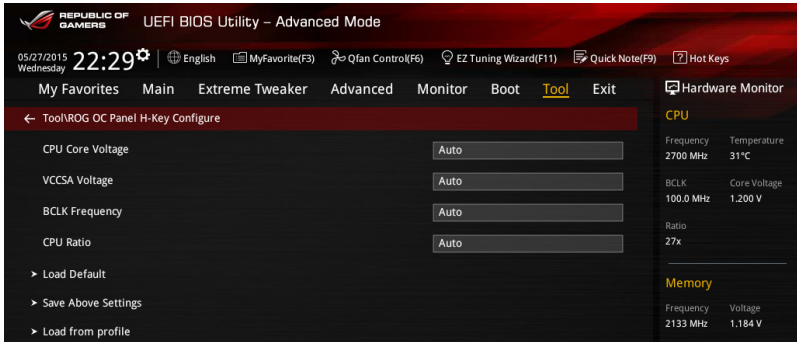 REPUBLIC OF GAMERS UEFI BIOS Utility – Advanced Mode
05/27/2015 Wednesday 22:29 English MyFavorite(F3) Qfan Control(F6) EZ Tuning Wizard(F11) Quick Note(F9) ? Hot Keys
My Favorites Main Extreme Tweaker Advanced Monitor Boot Tool Exit
← Tool\ROG OC Panel H-Key Configure
CPU Core Voltage Auto
VCCSA Voltage Auto
BCLK Frequency Auto
CPU Ratio Auto
> Load Default
> Save Above Settings
> Load from profile
Hardware Monitor
CPU
Frequency Temperature
2700 MHz 31°C
BCLK Core Voltage
100.0 MHz 1.200 V
Ratio
27x
Memory
Frequency Voltage
2133 MHz 1.184 V